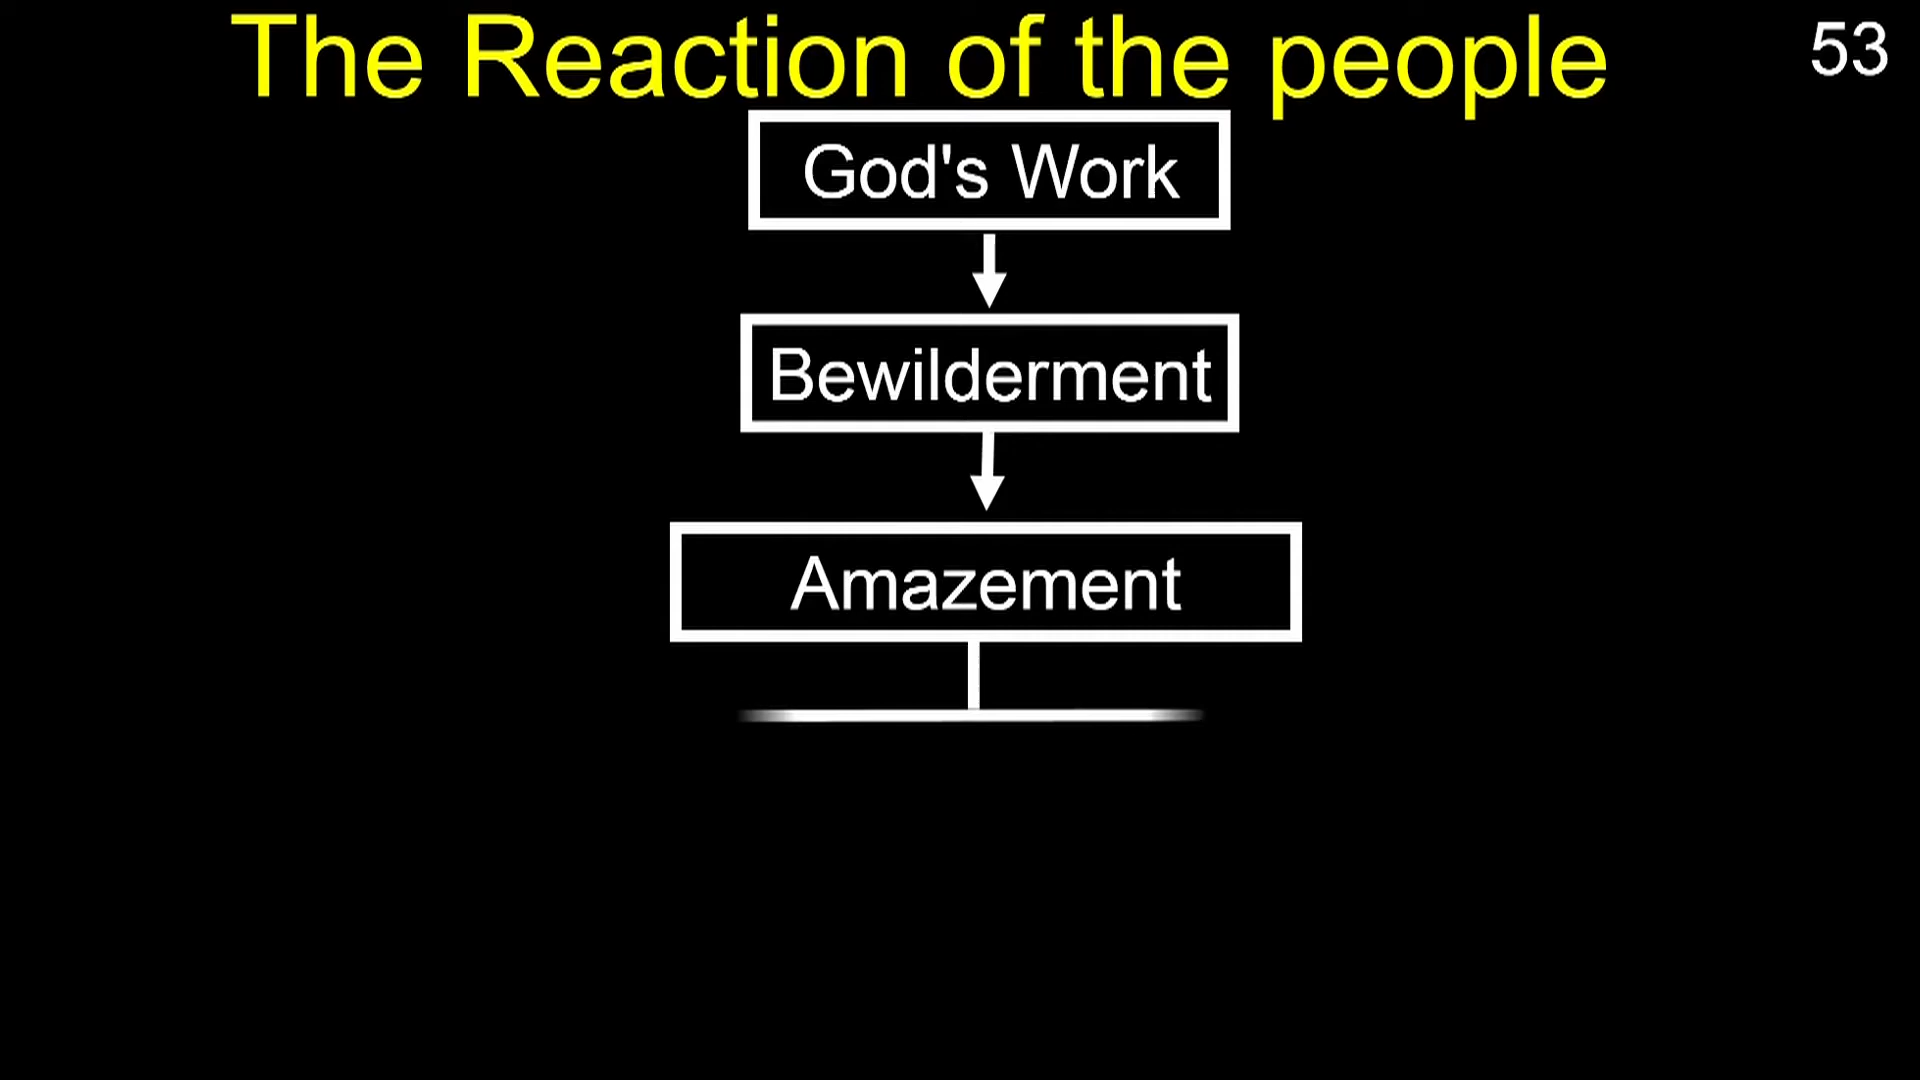 The Reaction of the people
53
God's Work
Bewilderment
Amazement